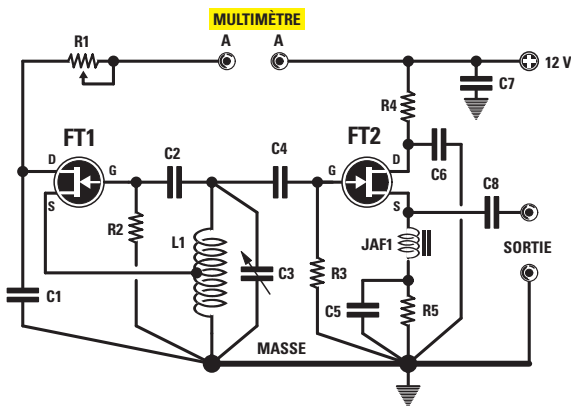 MULTIMÈTRE
A A
R1
12 V
C7
R4
FT1
FT2
D
G
S
C2
C4
G
D
S
C6
C8
R2
L1
C3
R3
JAF1
SORTIE
C1
C5
R5
MASSE